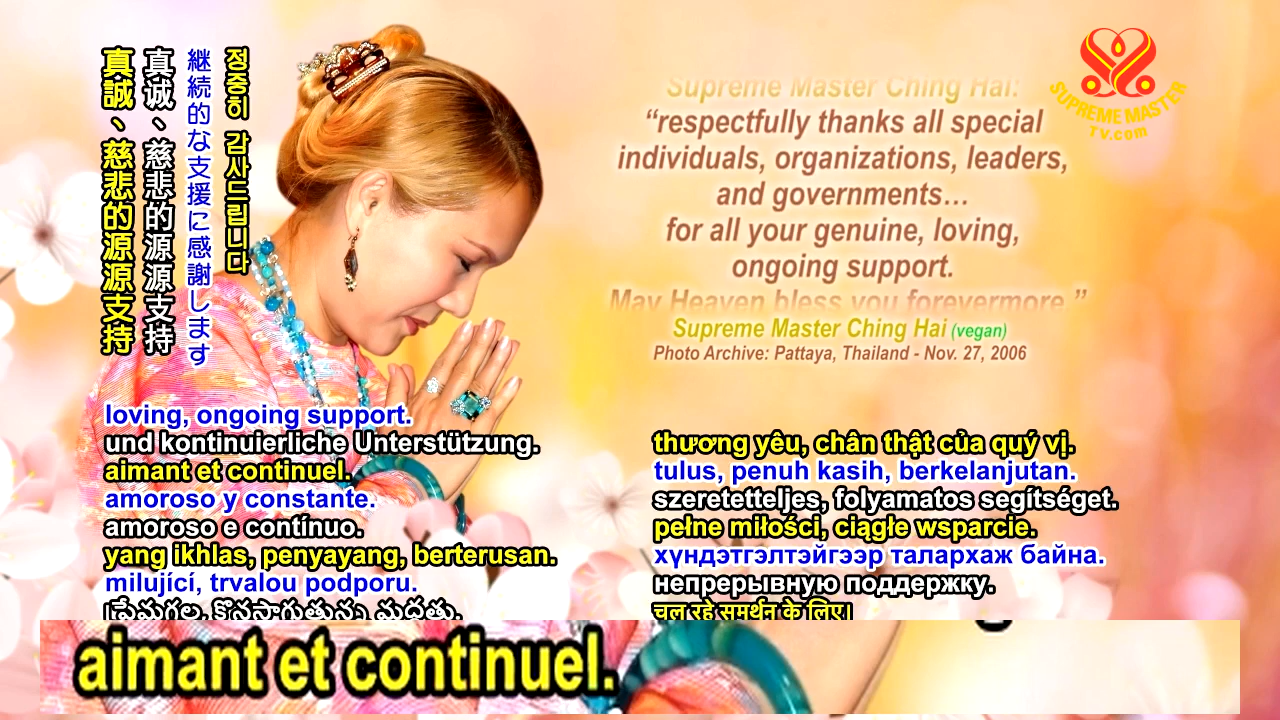 真誠、慈悲的源源支持
真诚、慈悲的源源支持
継続的な支援に感謝します
정중히 감사드립니다
Supreme Master Ching Hai:
“respectfully thanks all special
individuals, organizations, leaders,
and governments…
for all your genuine, loving,
ongoing support.
May Heaven bless you forevermore.”
Supreme Master Ching Hai (vegan)
Photo Archive: Pattaya, Thailand - Nov. 27, 2006
SUPREME MASTER
TV.com
loving, ongoing support.
und kontinuierliche Unterstützung.
aimant et continuel.
amoroso y constante.
amoroso e contínuo.
yang ikhlas, penyayang, berterusan.
milující, trvalou podporu.
ప్రేమగల, కొనసాగుతున్న మద్దతు.
thương yêu, chân thật của quý vị.
tulus, penuh kasih, berkelanjutan.
szeretetteljes, folyamatos segítséget.
pełne miłości, ciągłe wsparcie.
хүндэтгэлтэйгээр талархаж байна.
непрерывную поддержку.
चल रहे समर्थन के लिए।
aimant et continuel.